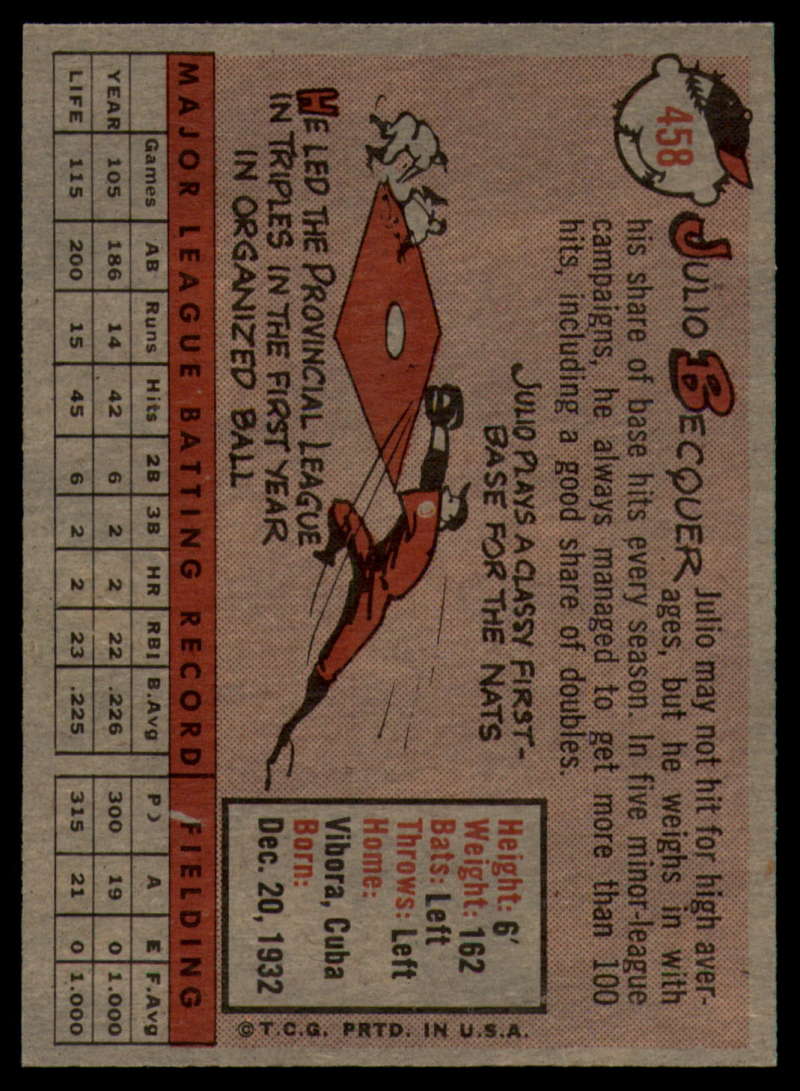 458
JULIO BECQUER
Julio may not hit for high aver-
ages, but he weighs in with
his share of base hits every season. In five minor-league
campaigns, he always managed to get more than 100
hits, including a good share of doubles.
JULIO PLAYS A CLASSY FIRST-
BASE FOR THE NATS
HE LED THE PROVINCIAL LEAGUE
IN TRIPLES IN THE FIRST YEAR
IN ORGANIZED BALL
Height: 6'
Weight: 162
Bats: Left
Throws: Left
Home:
Vibora, Cuba
Born:
Dec. 20, 1932
©T.C.G. PRTD. IN U.S.A.
MAJOR LEAGUE BATTING RECORD FIELDING
Games AB Runs Hits 2B 3B HR RBI B.Avg P) A E F.Avg
YEAR 105 186 14 42 6 2 2 22 .226 300 19 0 1.000
LIFE 115 200 15 45 6 2 2 23 .225 315 21 0 1.000